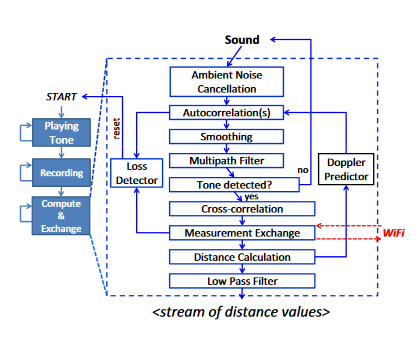 Sound
Ambient Noise
Cancellation
START
Autocorrelation(s)
Playing
Tone
reset
Smoothing
Multipath Filter
no
Recording
Loss
Detector
Doppler
Predictor
Tone detected?
yes
Compute
&
Exchange
Cross-correlation
Measurement Exchange
WiFi
Distance Calculation
Low Pass Filter
<stream of distance values>